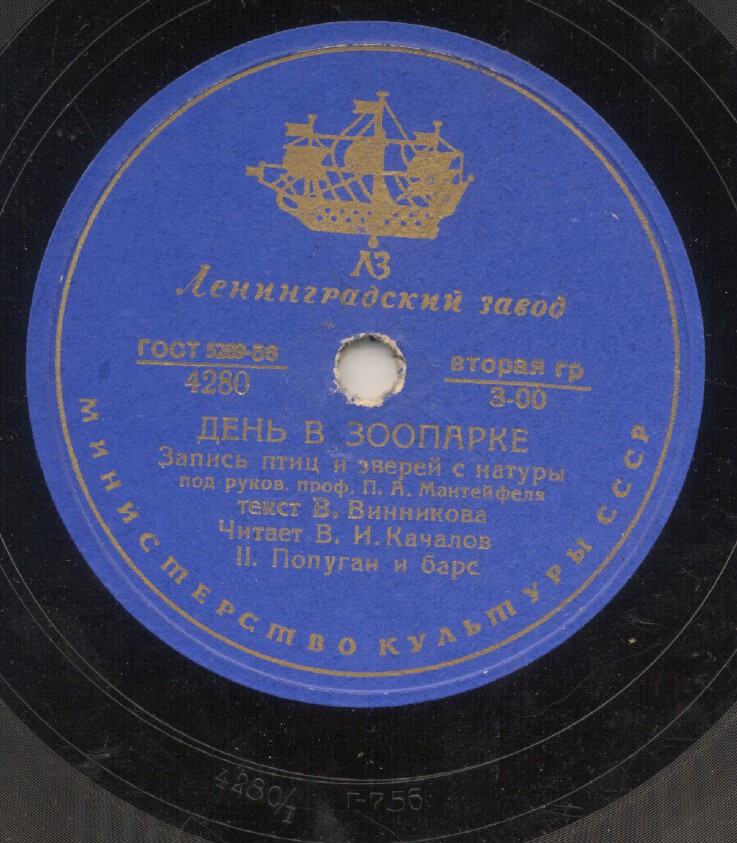 ЛЗ
Ленинградский завод
ГОСТ 5289-56
4280
вторая гр
3-00
ДЕНЬ В ЗООПАРКЕ
Запись птиц и зверей с натуры
под руков. проф. П. А. Мантейфеля
текст В. Винникова
Читает В. И. Качалов
II. Попугаи и барс
МИНИСТЕРСТВО КУЛЬТУРЫ СССР
4280/1 Г-756